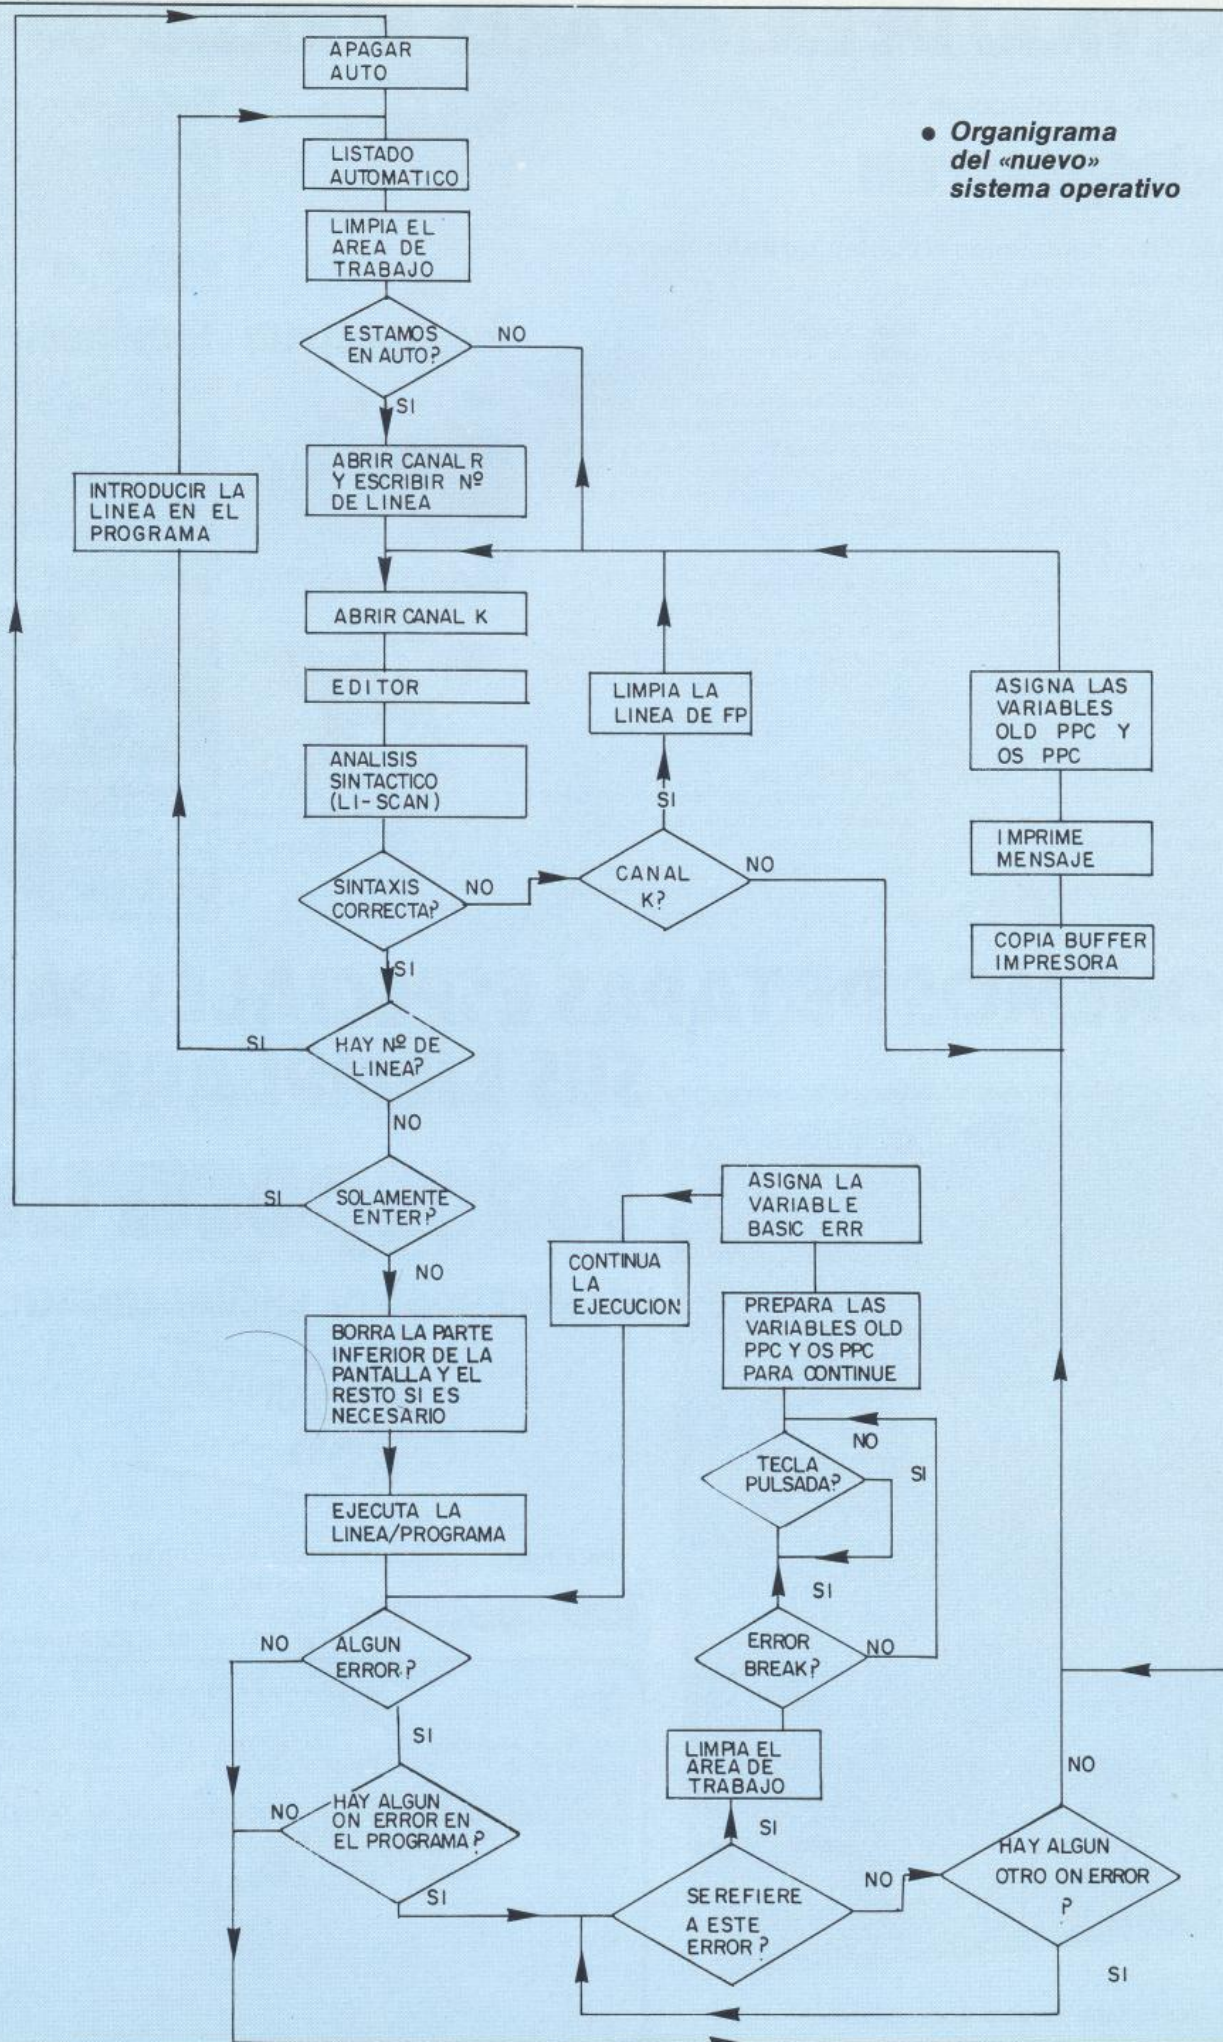 APAGAR
AUTO
● Organigrama
del «nuevo»
sistema operativo
LISTADO
AUTOMATICO
LIMPIA EL
AREA DE
TRABAJO
ESTAMOS
EN AUTO?
NO
SI
ABRIR CANAL R
Y ESCRIBIR Nº
DE LINEA
INTRODUCIR LA
LINEA EN EL
PROGRAMA
ABRIR CANAL K
EDITOR
LIMPIA LA
LINEA DE FP
ASIGNA LAS
VARIABLES
OLD PPC Y
OS PPC
ANALISIS
SINTACTICO
(LI-SCAN)
SI
IMPRIME
MENSAJE
SINTAXIS
CORRECTA?
NO
CANAL
K?
NO
COPIA BUFFER
IMPRESORA
SI
HAY Nº DE
LINEA?
SI
NO
SOLAMENTE
ENTER?
SI
NO
ASIGNA LA
VARIABLE
BASIC ERR
CONTINUA
LA
EJECUCION
PREPARA LAS
VARIABLES OLD
PPC Y OS PPC
PARA CONTINUE
BORRA LA PARTE
INFERIOR DE LA
PANTALLA Y EL
RESTO SI ES
NECESARIO
NO
TECLA
PULSADA?
SI
EJECUTA LA
LINEA/PROGRAMA
SI
ALGUN
ERROR?
NO
ERROR
BREAK?
NO
SI
LIMPIA EL
AREA DE
TRABAJO
NO
HAY ALGUN
ON ERROR EN
EL PROGRAMA?
NO
SI
SI
SE REFIERE
A ESTE
ERROR?
NO
HAY ALGUN
OTRO ON ERROR
?
SI